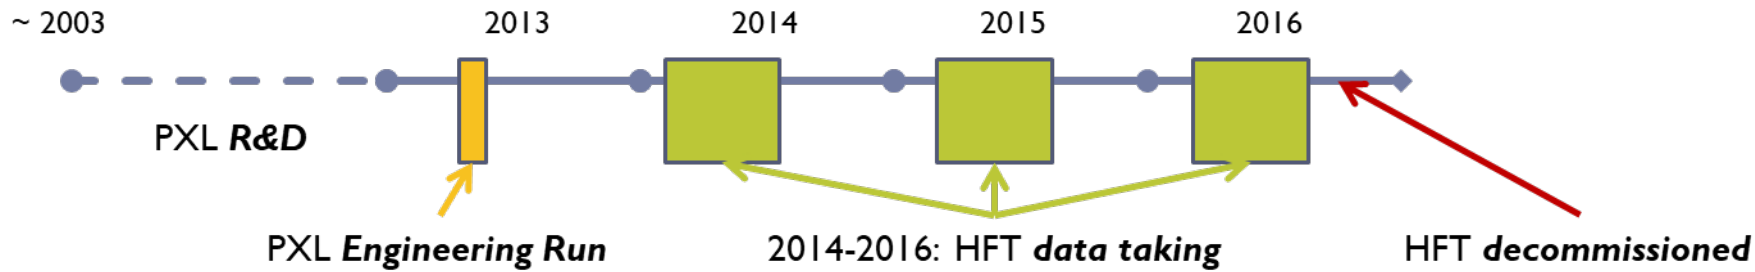 ~ 2003 2013 2014 2015 2016
PXL R&D
PXL Engineering Run 2014-2016: HFT data taking HFT decommissioned